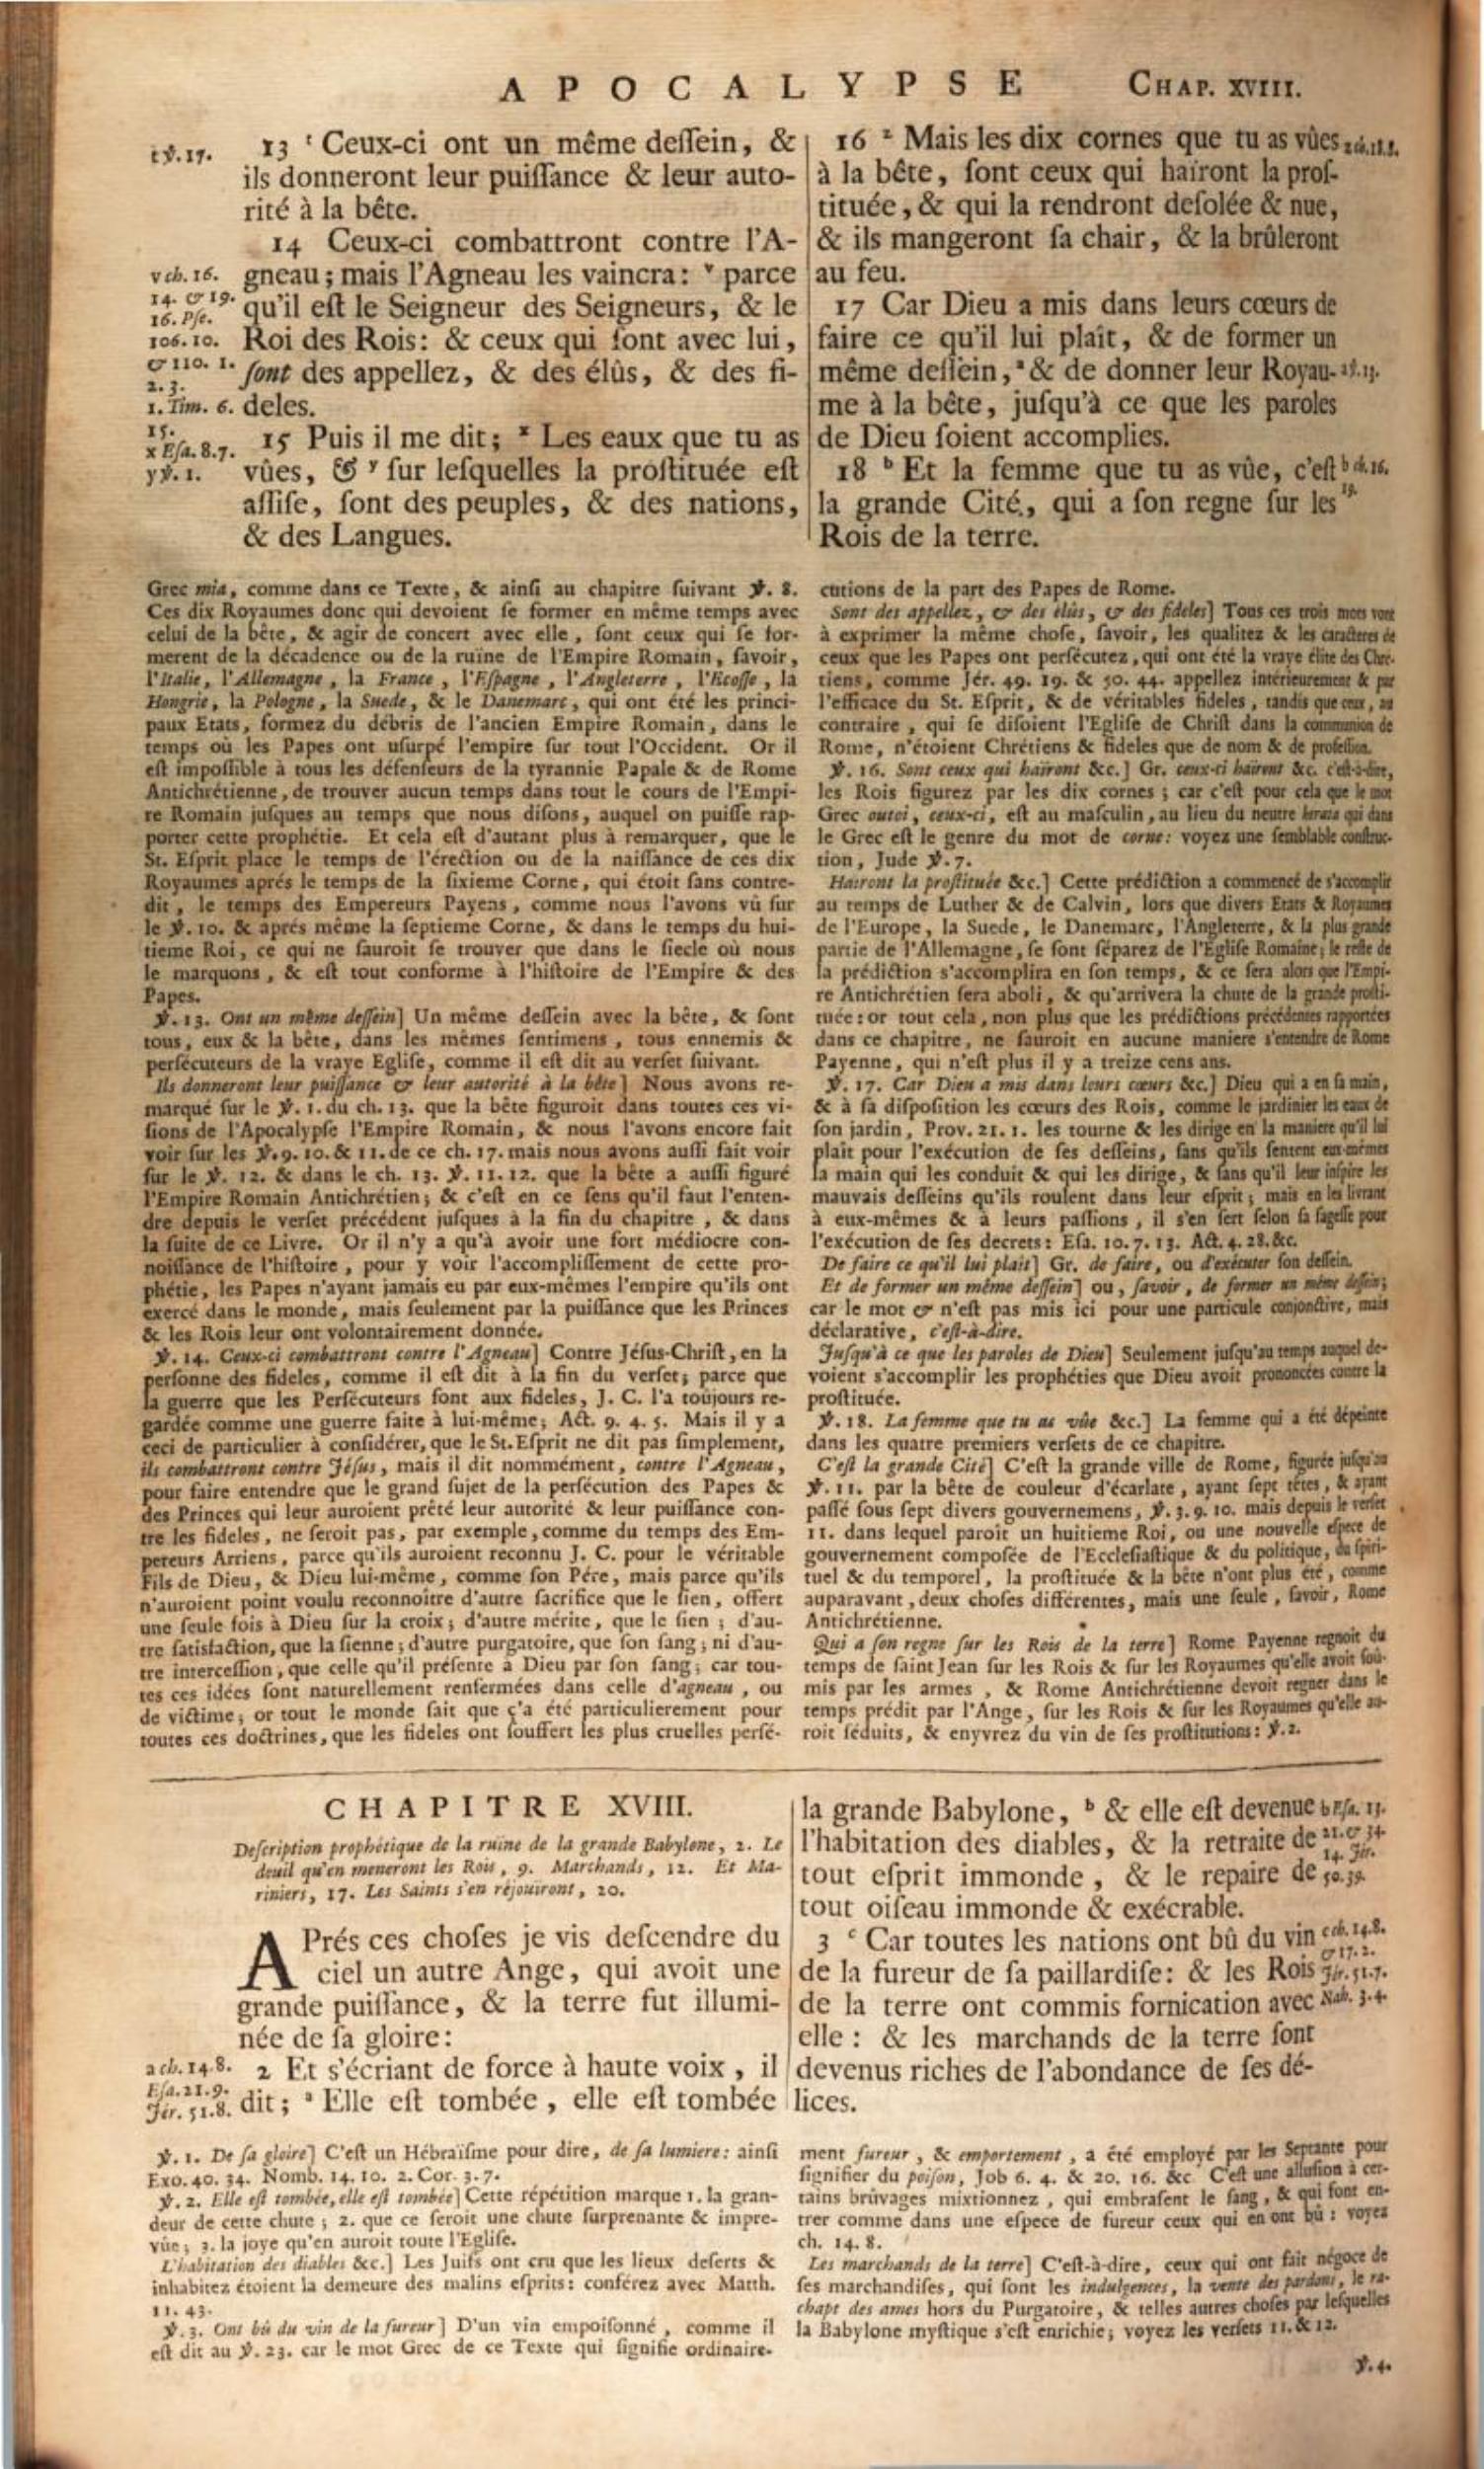 APOCALYPSE CHAP. XVIII.
t ꝟ.17.
13 ᵗ Ceux-ci ont un même deſſein, &
ils donneront leur puiſſance & leur auto-
rité à la bête.
14 Ceux-ci combattront contre l'A-
gneau; mais l'Agneau les vaincra: ᵛ parce
qu'il eſt le Seigneur des Seigneurs, & le
Roi des Rois: & ceux qui ſont avec lui,
ſont des appellez, & des élûs, & des fi-
deles.
15 Puis il me dit; ˣ Les eaux que tu as
vûes, & ʸ ſur leſquelles la proſtituée eſt
aſſiſe, ſont des peuples, & des nations,
& des Langues.
v ch. 16.
14. & 19.
16. Pſe.
106. 10.
& 110. 1.
2. 3.
1. Tim. 6.
15.
x Eſa. 8.7.
y ꝟ. 1.
16 ᶻ Mais les dix cornes que tu as vûes
à la bête, ſont ceux qui haïront la proſ-
tituée, & qui la rendront deſolée & nue,
& ils mangeront ſa chair, & la brûleront
au feu.
17 Car Dieu a mis dans leurs cœurs de
faire ce qu'il lui plaît, & de former un
même deſſein, ᵃ & de donner leur Royau-
me à la bête, juſqu'à ce que les paroles
de Dieu ſoient accomplies.
18 ᵇ Et la femme que tu as vûe, c'eſt
la grande Cité, qui a ſon regne ſur les
Rois de la terre.
z ch. 18. 8.
a ꝟ. 13.
b ch. 16.
19.
Grec mia, comme dans ce Texte, & ainſi au chapitre ſuivant ꝟ. 8.
Ces dix Royaumes donc qui devoient ſe former en même temps avec
celui de la bête, & agir de concert avec elle, ſont ceux qui ſe for-
merent de la décadence ou de la ruïne de l'Empire Romain, ſavoir,
l'Italie, l'Allemagne, la France, l'Eſpagne, l'Angleterre, l'Ecoſſe, la
Hongrie, la Pologne, la Suede, & le Danemarc, qui ont été les princi-
paux Etats, formez du débris de l'ancien Empire Romain, dans le
temps où les Papes ont uſurpé l'empire ſur tout l'Occident. Or il
eſt impoſſible à tous les défenſeurs de la tyrannie Papale & de Rome
Antichrétienne, de trouver aucun temps dans tout le cours de l'Empi-
re Romain juſques au temps que nous diſons, auquel on puiſſe rap-
porter cette prophétie. Et cela eſt d'autant plus à remarquer, que le
St. Eſprit place le temps de l'érection ou de la naiſſance de ces dix
Royaumes aprés le temps de la ſixieme Corne, qui étoit ſans contre-
dit, le temps des Empereurs Payens, comme nous l'avons vû ſur
le ꝟ. 10. & aprés même la ſeptieme Corne, & dans le temps du hui-
tieme Roi, ce qui ne ſauroit ſe trouver que dans le ſiecle où nous
le marquons, & eſt tout conforme à l'hiſtoire de l'Empire & des
Papes.
ꝟ. 13. Ont un même deſſein] Un même deſſein avec la bête, & ſont
tous, eux & la bête, dans les mêmes ſentimens, tous ennemis &
perſécuteurs de la vraye Egliſe, comme il eſt dit au verſet ſuivant.
Ils donneront leur puiſſance & leur autorité à la bête] Nous avons re-
marqué ſur le ꝟ. 1. du ch. 13. que la bête figuroit dans toutes ces vi-
ſions de l'Apocalypſe l'Empire Romain, & nous l'avons encore fait
voir ſur les ꝟ. 9. 10. & 11. de ce ch. 17. mais nous avons auſſi fait voir
ſur le ꝟ. 12. & dans le ch. 13. ꝟ. 11. 12. que la bête a auſſi figuré
l'Empire Romain Antichrétien; & c'eſt en ce ſens qu'il faut l'enten-
dre depuis le verſet précédent juſques à la fin du chapitre, & dans
la ſuite de ce Livre. Or il n'y a qu'à avoir une fort médiocre con-
noiſſance de l'hiſtoire, pour y voir l'accompliſſement de cette pro-
phétie, les Papes n'ayant jamais eu par eux-mêmes l'empire qu'ils ont
exercé dans le monde, mais ſeulement par la puiſſance que les Princes
& les Rois leur ont volontairement donnée.
ꝟ. 14. Ceux-ci combattront contre l'Agneau] Contre Jéſus-Chriſt, en la
perſonne des fideles, comme il eſt dit à la fin du verſet; parce que
la guerre que les Perſécuteurs font aux fideles, J. C. l'a toûjours re-
gardée comme une guerre faite à lui-même; Act. 9. 4. 5. Mais il y a
ceci de particulier à conſidérer, que le St. Eſprit ne dit pas ſimplement,
ils combattront contre Jéſus, mais il dit nommément, contre l'Agneau,
pour faire entendre que le grand ſujet de la perſécution des Papes &
des Princes qui leur auroient prêté leur autorité & leur puiſſance con-
tre les fideles, ne ſeroit pas, par exemple, comme du temps des Em-
pereurs Arriens, parce qu'ils auroient reconnu J. C. pour le véritable
Fils de Dieu, & Dieu lui-même, comme ſon Pére, mais parce qu'ils
n'auroient point voulu reconnoître d'autre ſacrifice que le ſien, offert
une ſeule fois à Dieu ſur la croix; d'autre mérite, que le ſien; d'au-
tre ſatisfaction, que la ſienne; d'autre purgatoire, que ſon ſang; ni d'au-
tre interceſſion, que celle qu'il préſente à Dieu par ſon ſang; car tou-
tes ces idées ſont naturellement renfermées dans celle d'agneau, ou
de victime; or tout le monde ſait que ç'a été particulierement pour
toutes ces doctrines, que les fideles ont ſouffert les plus cruelles perſé-
cutions de la part des Papes de Rome.
Sont des appellez, & des élûs, & des fideles] Tous ces trois mots vont
à exprimer la même choſe, ſavoir, les qualitez & les caracteres de
ceux que les Papes ont perſécutez, qui ont été la vraye élite des Chré-
tiens, comme Jér. 49. 19. & 50. 44. appellez intérieurement & par
l'efficace du St. Eſprit, & de véritables fideles, tandis que ceux, au
contraire, qui ſe diſoient l'Egliſe de Chriſt dans la communion de
Rome, n'étoient Chrétiens & fideles que de nom & de profeſſion.
ꝟ. 16. Sont ceux qui haïront &c.] Gr. ceux-ci haïront &c. c'eſt-à-dire,
les Rois figurez par les dix cornes; car c'eſt pour cela que le mot
Grec outoi, ceux-ci, eſt au maſculin, au lieu du neutre kerata qui dans
le Grec eſt le genre du mot de corne: voyez une ſemblable conſtruc-
tion, Jude ꝟ. 7.
Haïront la proſtituée &c.] Cette prédiction a commencé de s'accomplir
au temps de Luther & de Calvin, lors que divers Etats & Royaumes
de l'Europe, la Suede, le Danemarc, l'Angleterre, & la plus grande
partie de l'Allemagne, ſe ſont ſéparez de l'Egliſe Romaine; le reſte de
la prédiction s'accomplira en ſon temps, & ce ſera alors que l'Empi-
re Antichrétien ſera aboli, & qu'arrivera la chute de la grande proſti-
tuée: or tout cela, non plus que les prédictions précédentes rapportées
dans ce chapitre, ne ſauroit en aucune maniere s'entendre de Rome
Payenne, qui n'eſt plus il y a treize cens ans.
ꝟ. 17. Car Dieu a mis dans leurs cœurs &c.] Dieu qui a en ſa main,
& à ſa diſpoſition les cœurs des Rois, comme le jardinier les eaux de
ſon jardin, Prov. 21. 1. les tourne & les dirige en la maniere qu'il lui
plaît pour l'exécution de ſes deſſeins, ſans qu'ils ſentent eux-mêmes
la main qui les conduit & qui les dirige, & ſans qu'il leur inſpire les
mauvais deſſeins qu'ils roulent dans leur eſprit; mais en les livrant
à eux-mêmes & à leurs paſſions, il s'en ſert ſelon ſa ſageſſe pour
l'exécution de ſes decrets: Eſa. 10. 7. 13. Act. 4. 28. &c.
De faire ce qu'il lui plaît] Gr. de faire, ou d'exécuter ſon deſſein.
Et de former un même deſſein] ou, ſavoir, de former un même deſſein;
car le mot & n'eſt pas mis ici pour une particule conjonctive, mais
déclarative, c'eſt-à-dire.
Juſqu'à ce que les paroles de Dieu] Seulement juſqu'au temps auquel de-
voient s'accomplir les prophéties que Dieu avoit prononcées contre la
proſtituée.
ꝟ. 18. La femme que tu as vûe &c.] La femme qui a été dépeinte
dans les quatre premiers verſets de ce chapitre.
C'eſt la grande Cité] C'eſt la grande ville de Rome, figurée juſqu'au
ꝟ. 11. par la bête de couleur d'écarlate, ayant ſept têtes, & ayant
paſſé ſous ſept divers gouvernemens, ꝟ. 3. 9. 10. mais depuis le verſet
11. dans lequel paroît un huitieme Roi, ou une nouvelle eſpece de
gouvernement compoſée de l'Eccleſiaſtique & du politique, du ſpiri-
tuel & du temporel, la proſtituée & la bête n'ont plus été, comme
auparavant, deux choſes différentes, mais une ſeule, ſavoir, Rome
Antichrétienne.
Qui a ſon regne ſur les Rois de la terre] Rome Payenne regnoit du
temps de ſaint Jean ſur les Rois & ſur les Royaumes qu'elle avoit ſoû-
mis par les armes, & Rome Antichrétienne devoit regner dans le
temps prédit par l'Ange, ſur les Rois & ſur les Royaumes qu'elle au-
roit ſéduits, & enyvrez du vin de ſes proſtitutions: ꝟ. 2.
CHAPITRE XVIII.
Deſcription prophétique de la ruïne de la grande Babylone, 2. Le
deuil qu'en meneront les Rois, 9. Marchands, 12. Et Ma-
riniers, 17. Les Saints s'en réjouïront, 20.
APrés ces choſes je vis deſcendre du
ciel un autre Ange, qui avoit une
grande puiſſance, & la terre fut illumi-
née de ſa gloire:
2 Et s'écriant de force à haute voix, il
dit; ᵃ Elle eſt tombée, elle eſt tombée
a ch. 14. 8.
Eſa. 21. 9.
Jér. 51. 8.
la grande Babylone, ᵇ & elle eſt devenue
l'habitation des diables, & la retraite de
tout eſprit immonde, & le repaire de
tout oiſeau immonde & exécrable.
3 ᶜ Car toutes les nations ont bû du vin
de la fureur de ſa paillardiſe: & les Rois
de la terre ont commis fornication avec
elle: & les marchands de la terre ſont
devenus riches de l'abondance de ſes dé-
lices.
b Eſa. 13.
21. & 34.
14. Jér.
50. 39.
c ch. 14. 8.
& 17. 2.
Jér. 51. 7.
Nah. 3. 4.
ꝟ. 1. De ſa gloire] C'eſt un Hébraïſme pour dire, de ſa lumiere: ainſi
Exo. 40. 34. Nomb. 14. 10. 2. Cor. 3. 7.
ꝟ. 2. Elle eſt tombée, elle eſt tombée] Cette répétition marque 1. la gran-
deur de cette chute; 2. que ce ſeroit une chute ſurprenante & impre-
vûe; 3. la joye qu'en auroit toute l'Egliſe.
L'habitation des diables &c.] Les Juifs ont cru que les lieux deſerts &
inhabitez étoient la demeure des malins eſprits: conférez avec Matth.
11. 43.
ꝟ. 3. Ont bû du vin de la fureur] D'un vin empoiſonné, comme il
eſt dit au ꝟ. 23. car le mot Grec de ce Texte qui ſignifie ordinaire-
ment fureur, & emportement, a été employé par les Septante pour
ſignifier du poiſon, Job 6. 4. & 20. 16. &c. C'eſt une alluſion à cer-
tains brûvages mixtionnez, qui embraſent le ſang, & qui font en-
trer comme dans une eſpece de fureur ceux qui en ont bû: voyez
ch. 14. 8.
Les marchands de la terre] C'eſt-à-dire, ceux qui ont fait négoce de
ſes marchandiſes, qui ſont les indulgences, la vente des pardons, le ra-
chapt des ames hors du Purgatoire, & telles autres choſes par leſquelles
la Babylone myſtique s'eſt enrichie; voyez les verſets 11. & 12.
ꝟ. 4.